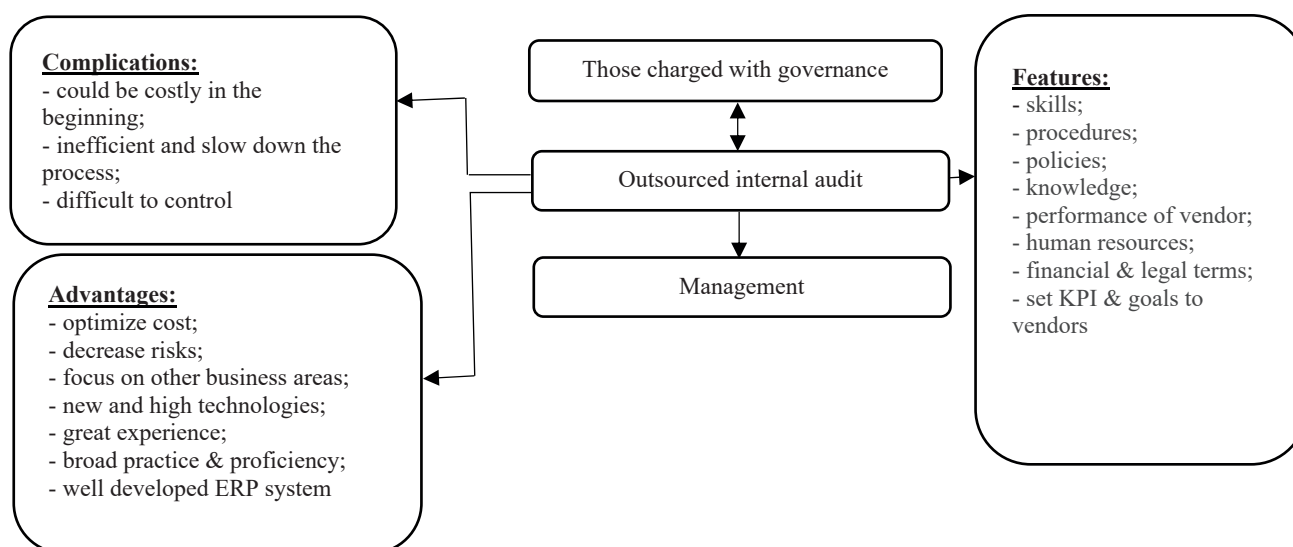 Complications:
- could be costly in the
beginning;
- inefficient and slow down the
process;
- difficult to control
Advantages:
- optimize cost;
- decrease risks;
- focus on other business areas;
- new and high technologies;
- great experience;
- broad practice & proficiency;
- well developed ERP system
Those charged with governance
Outsourced internal audit
Management
Features:
- skills;
- procedures;
- policies;
- knowledge;
- performance of vendor;
- human resources;
- financial & legal terms;
- set KPI & goals to
vendors